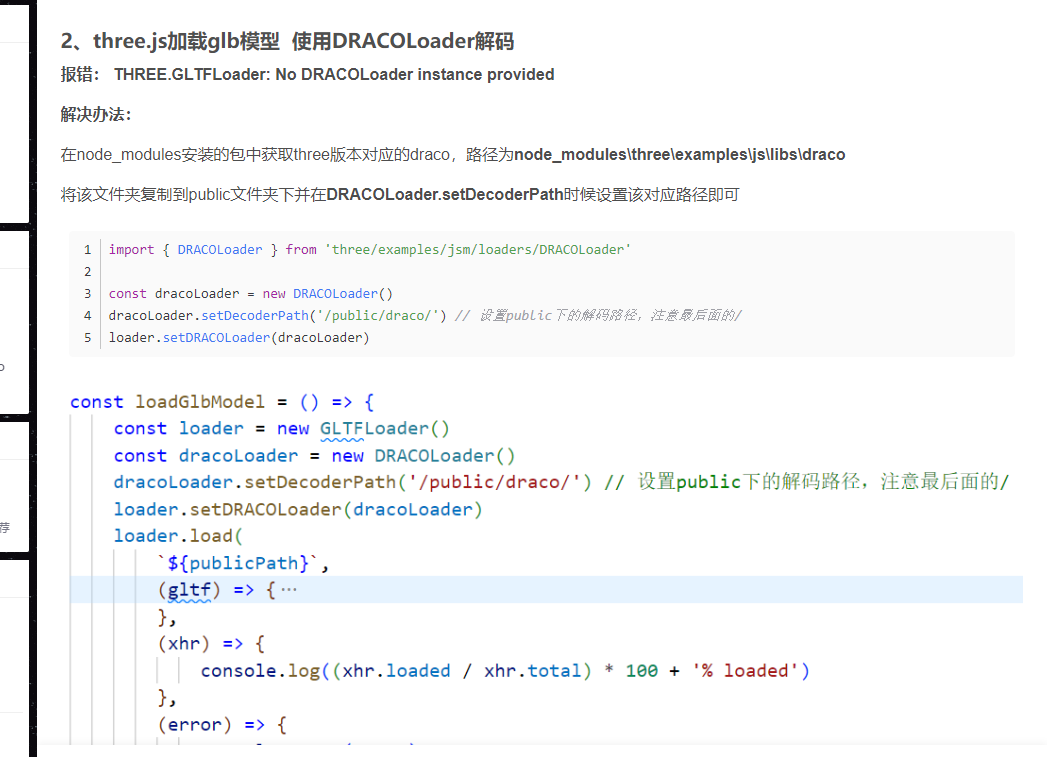 2、three.js加载glb模型 使用DRACOLoader解码
报错： THREE.GLTFLoader: No DRACOLoader instance provided
解决办法：
在node_modules安装的包中获取three版本对应的draco，路径为node_modules\three\examples\js\libs\draco
将该文件夹复制到public文件夹下并在DRACOLoader.setDecoderPath时候设置该对应路径即可
1 import { DRACOLoader } from 'three/examples/jsm/loaders/DRACOLoader'
2
3 const dracoLoader = new DRACOLoader()
4 dracoLoader.setDecoderPath('/public/draco/') // 设置public下的解码路径，注意最后面的/
5 loader.setDRACOLoader(dracoLoader)
const loadGlbModel = () => {
const loader = new GLTFLoader()
const dracoLoader = new DRACOLoader()
dracoLoader.setDecoderPath('/public/draco/') // 设置public下的解码路径，注意最后面的/
loader.setDRACOLoader(dracoLoader)
loader.load(
`${publicPath}`,
(gltf) => {···
},
(xhr) => {
console.log((xhr.loaded / xhr.total) * 100 + '% loaded')
},
(error) => {
荐